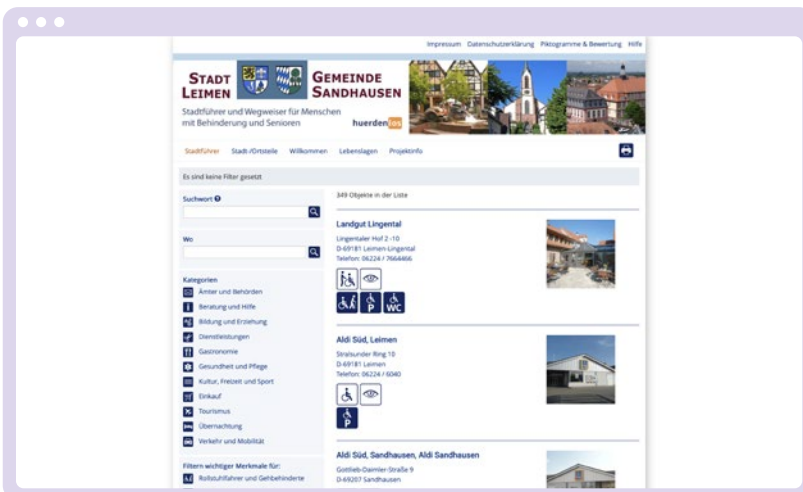 Impressum Datenschutzerklärung Piktogramme & Bewertung Hilfe
STADT LEIMEN
GEMEINDE SANDHAUSEN
Stadtführer und Wegweiser für Menschen
mit Behinderung und Senioren
huerdenlos
Stadtführer Stadt-/Ortsteile Willkommen Lebenslagen Projektinfo
Es sind keine Filter gesetzt
Suchwort ?
Wo
Kategorien
Ämter und Behörden
Beratung und Hilfe
Bildung und Erziehung
Dienstleistungen
Gastronomie
Gesundheit und Pflege
Kultur, Freizeit und Sport
Einkauf
Tourismus
Übernachtung
Verkehr und Mobilität
Filtern wichtiger Merkmale für:
Rollstuhlfahrer und Gehbehinderte
349 Objekte in der Liste
Landgut Lingental
Lingentaler Hof 2 -10
D-69181 Leimen-Lingental
Telefon: 06224 / 7664466
P
WC
Aldi Süd, Leimen
Stralsunder Ring 10
D-69181 Leimen
Telefon: 06224 / 6040
P
Aldi Süd, Sandhausen, Aldi Sandhausen
Gottlieb-Daimler-Straße 9
D-69207 Sandhausen